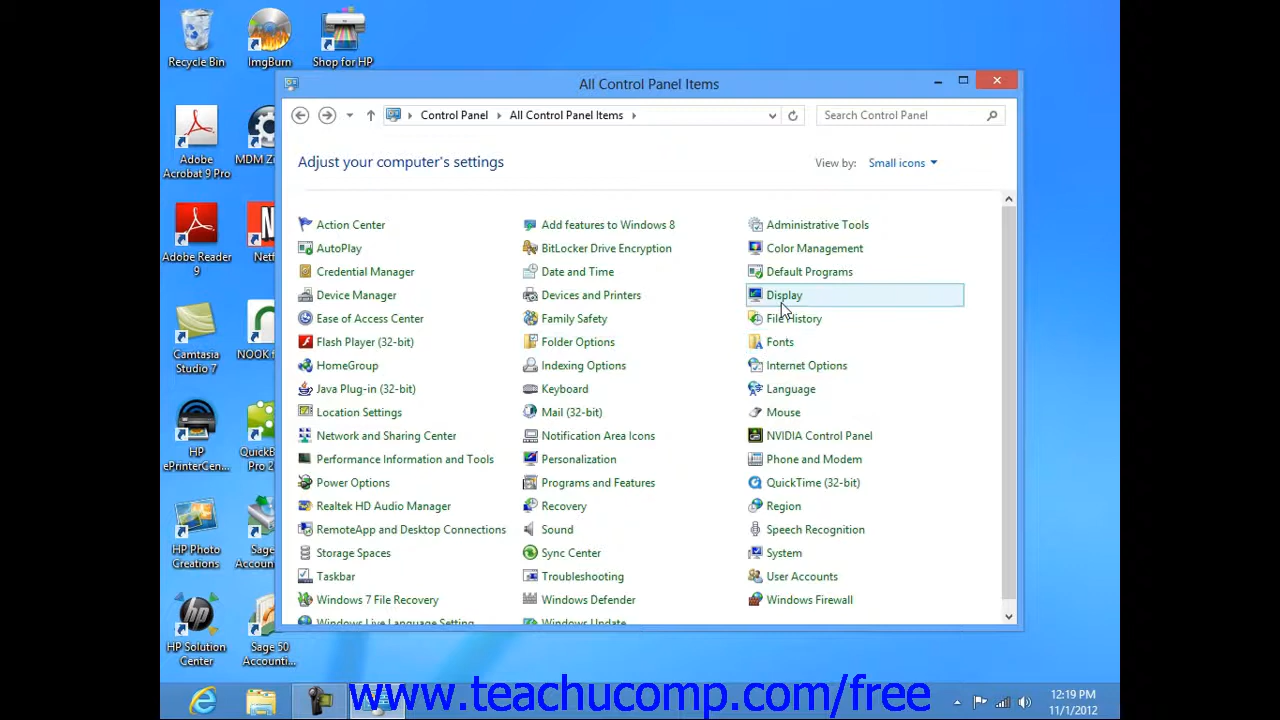 Recycle Bin
ImgBurn
Shop for HP
All Control Panel Items
Control Panel
All Control Panel Items
Search Control Panel
Adobe
Acrobat 9 Pro
Adjust your computer's settings
View by: Small icons
Action Center
Add features to Windows 8
Administrative Tools
Adobe Reader
9
AutoPlay
BitLocker Drive Encryption
Color Management
Credential Manager
Date and Time
Default Programs
Device Manager
Devices and Printers
Display
Ease of Access Center
Family Safety
File History
Camtasia
Studio 7
Flash Player (32-bit)
Folder Options
Fonts
HomeGroup
Indexing Options
Internet Options
Java Plug-in (32-bit)
Keyboard
Language
Location Settings
Mail (32-bit)
Mouse
Network and Sharing Center
Notification Area Icons
NVIDIA Control Panel
HP
ePrinterCen...
Performance Information and Tools
Personalization
Phone and Modem
Power Options
Programs and Features
QuickTime (32-bit)
Realtek HD Audio Manager
Recovery
Region
RemoteApp and Desktop Connections
Sound
Speech Recognition
HP Photo
Creations
Sage
Storage Spaces
Sync Center
System
Taskbar
Troubleshooting
User Accounts
Windows 7 File Recovery
Windows Defender
Windows Firewall
Windows Live Language Setting
Windows Update
hp
HP Solution
Center
Sage 50
Accounti...
www.teachucomp.com/free
12:19 PM
11/1/2012